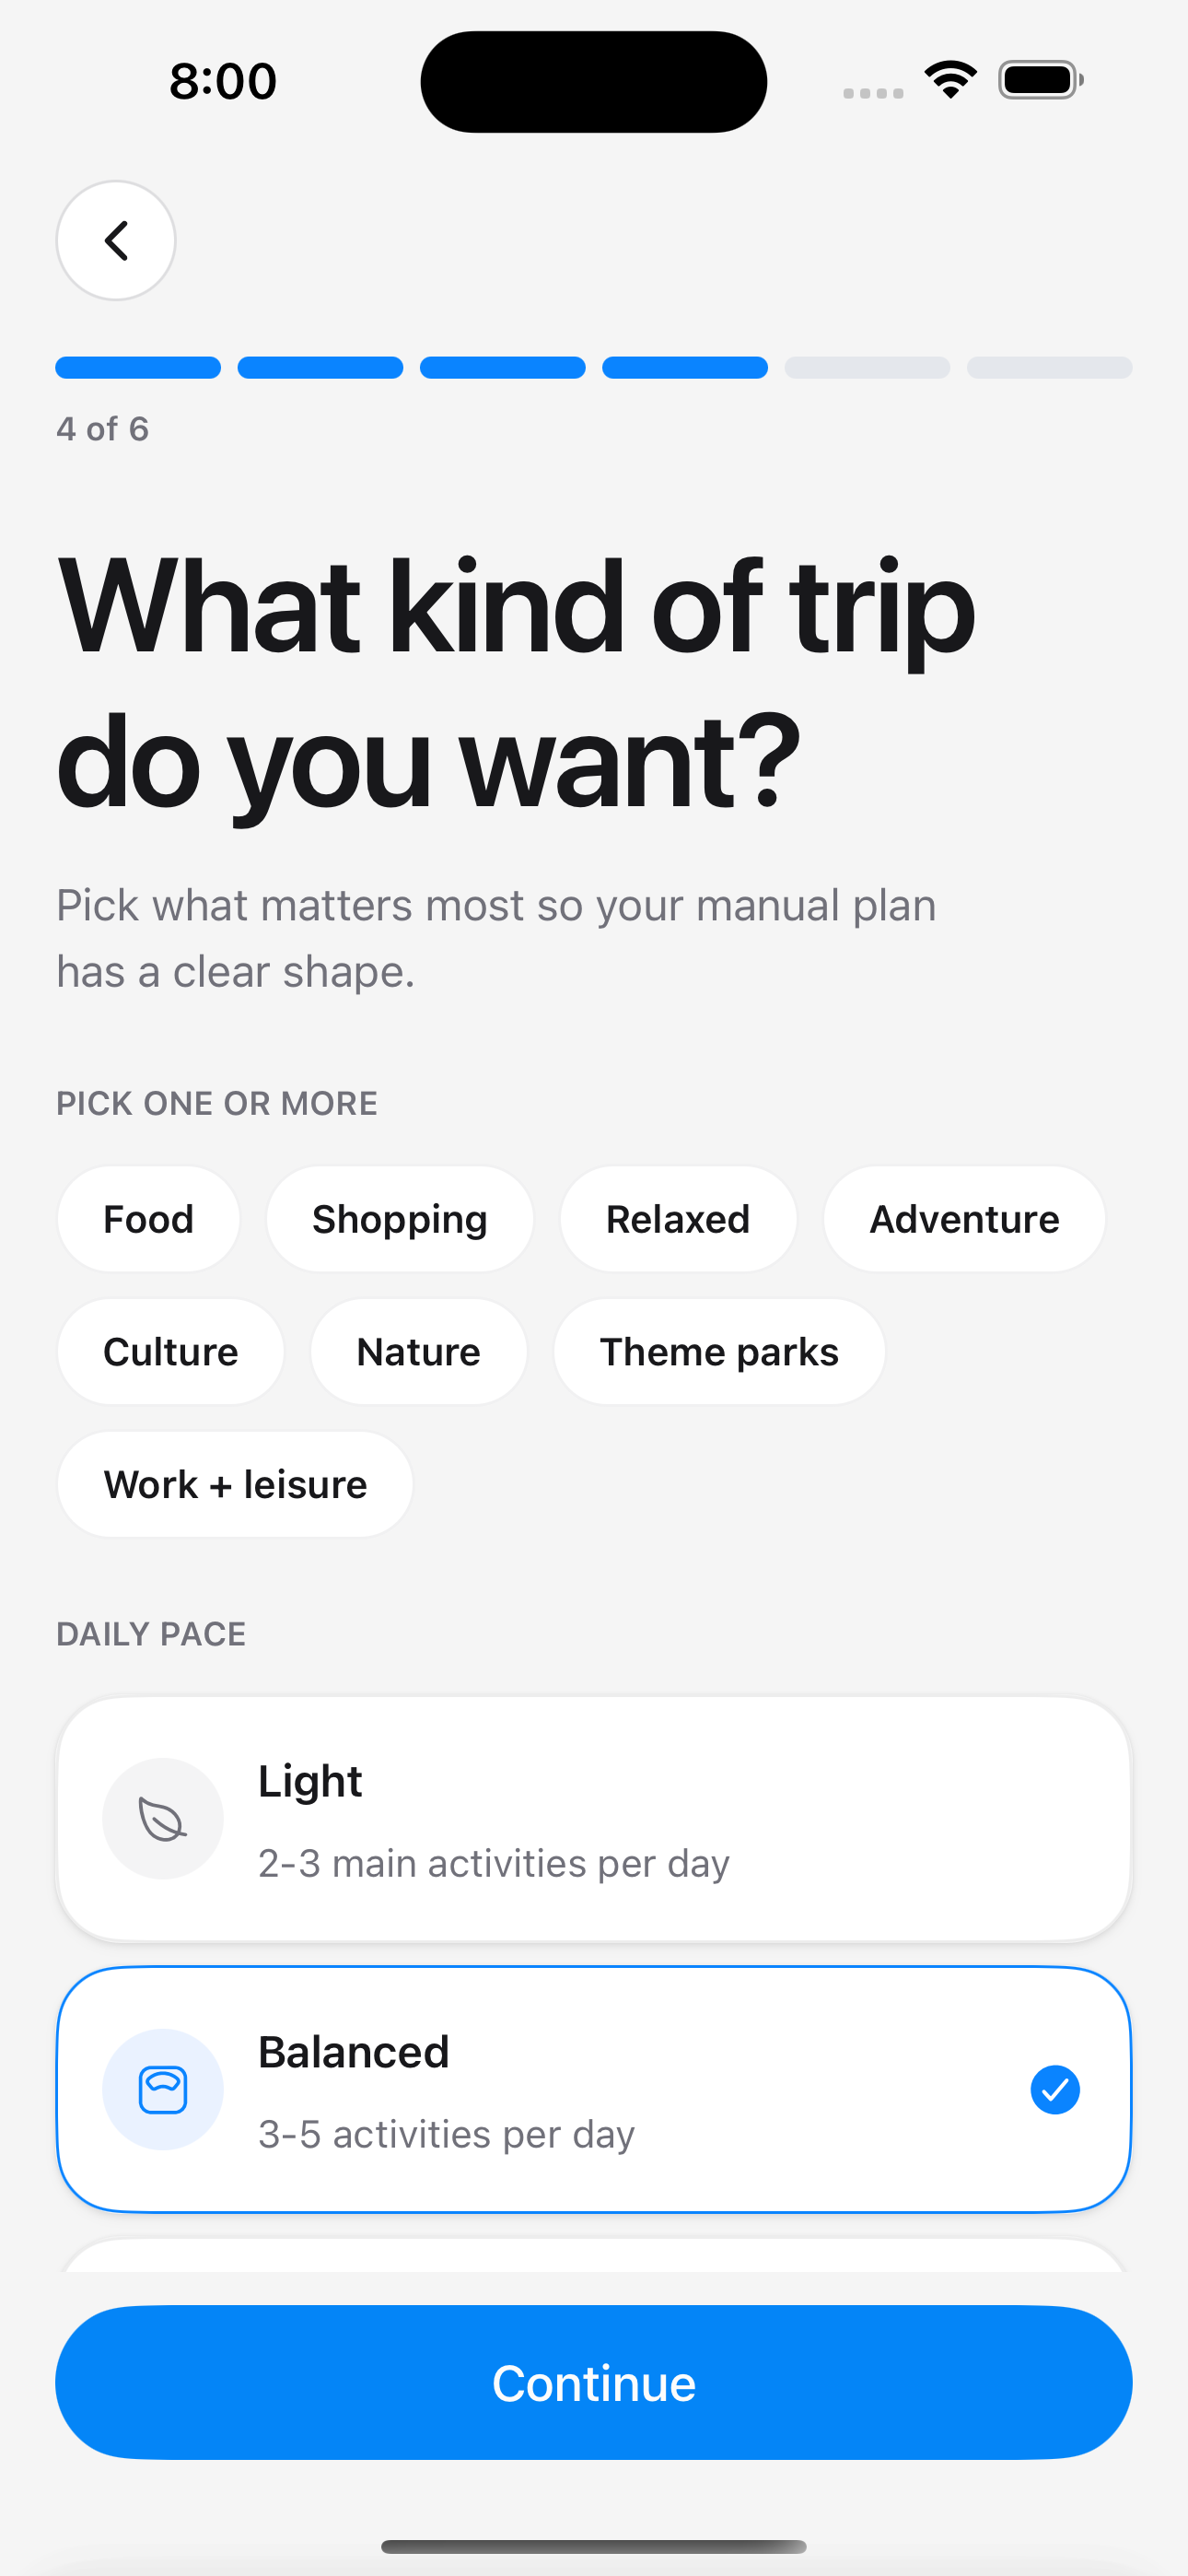 8:00
4 of 6
What kind of trip
do you want?
Pick what matters most so your manual plan
has a clear shape.
PICK ONE OR MORE
Food Shopping Relaxed Adventure
Culture Nature Theme parks
Work + leisure
DAILY PACE
Light
2-3 main activities per day
Balanced
3-5 activities per day
Continue